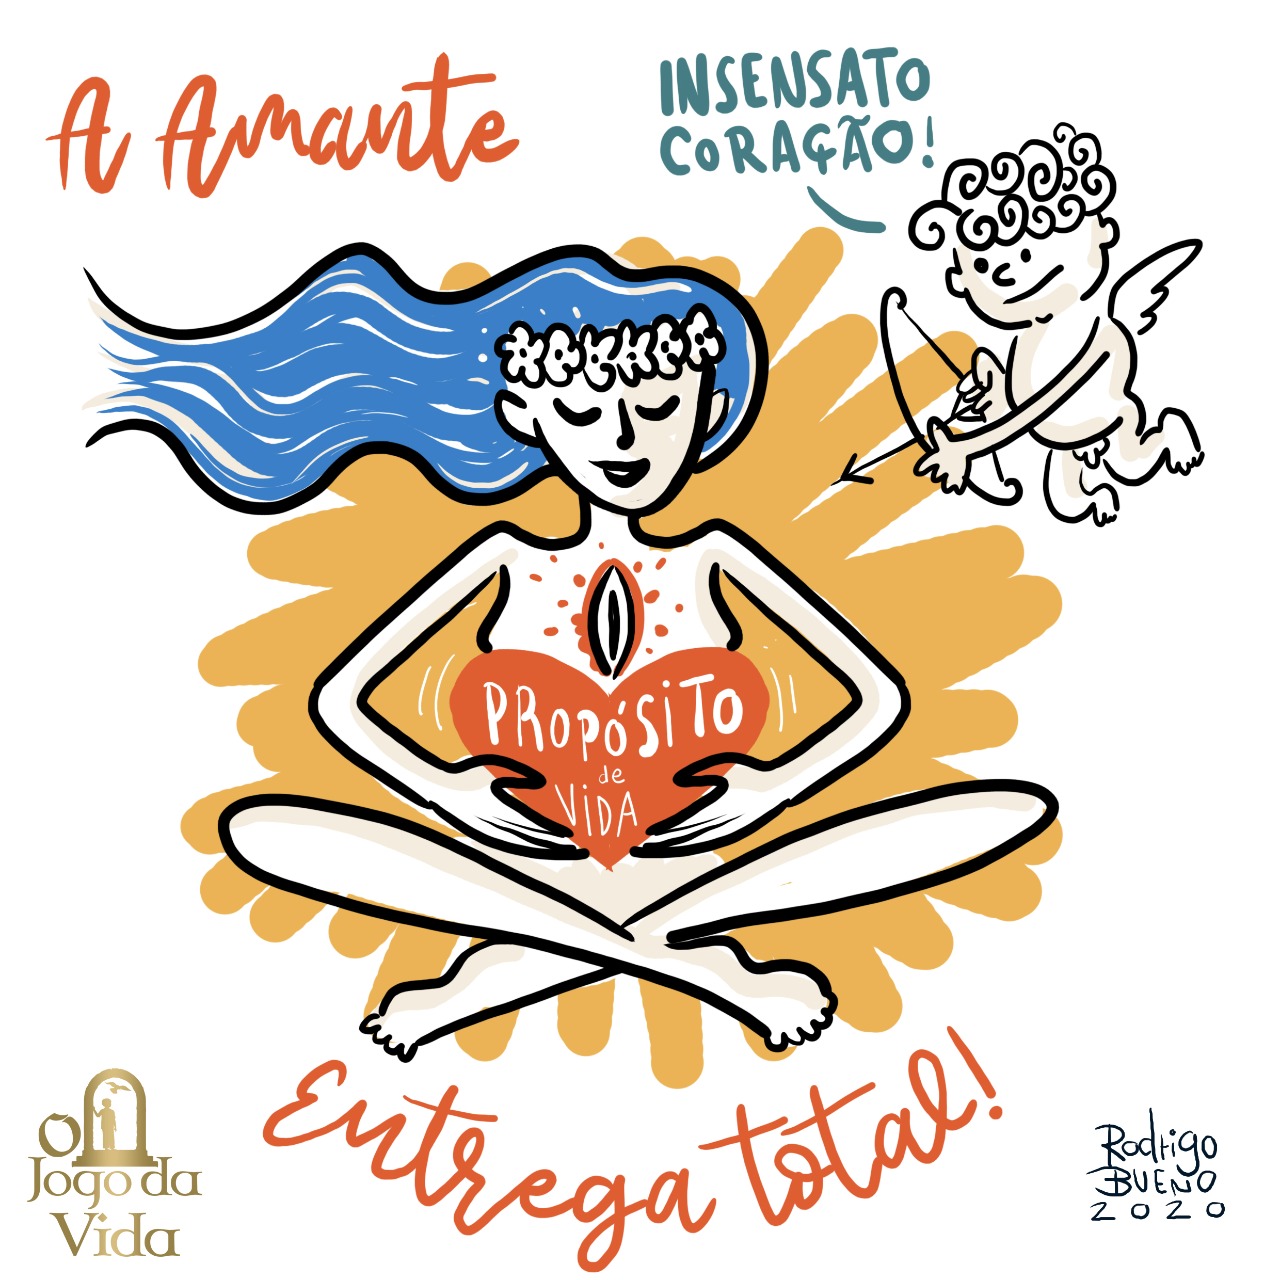 A Amante
INSENSATO
CORAÇÃO!
PROPÓSITO
de
VIDA
Entrega total!
O
Jogo da
Vida
Rodrigo
BUENO
2020